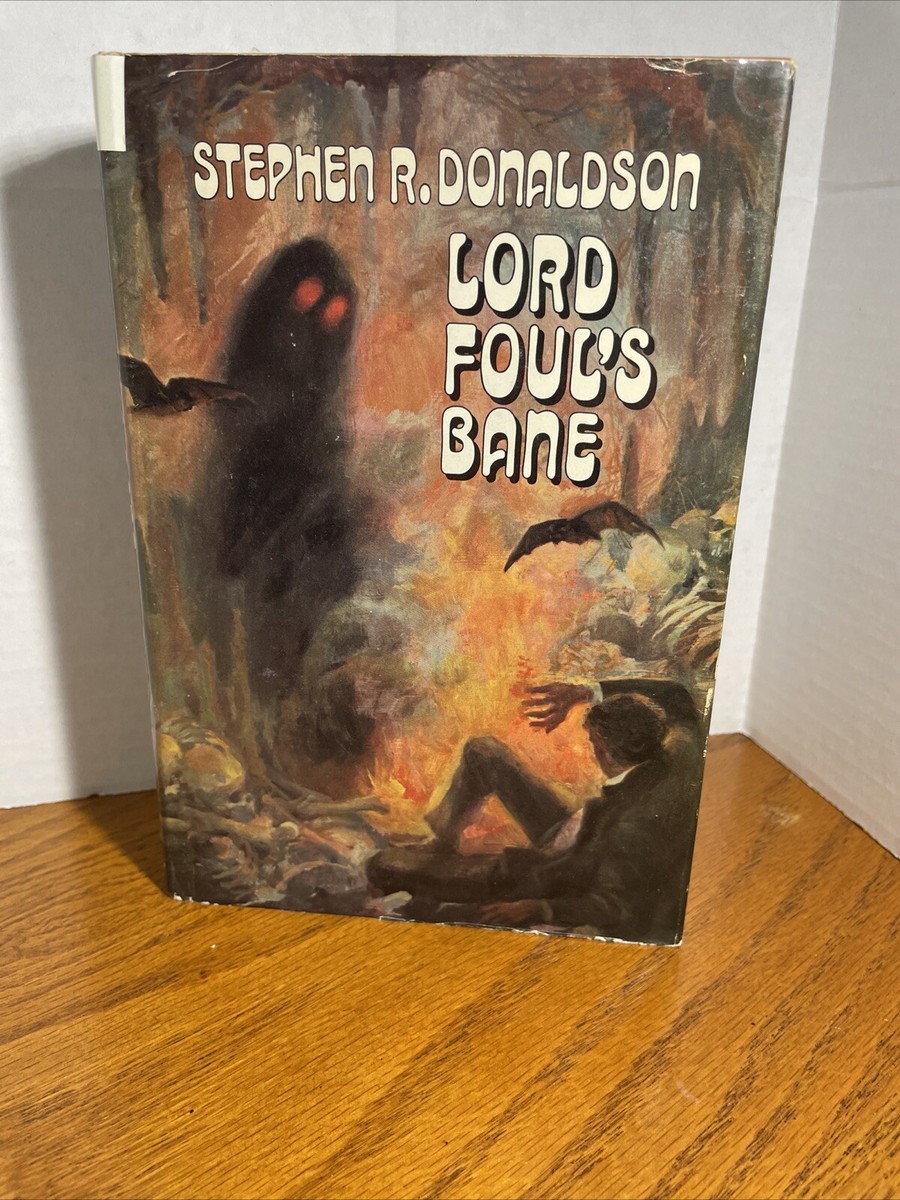 STEPHEN R. DONALDSON
LORD
FOUL'S
BANE